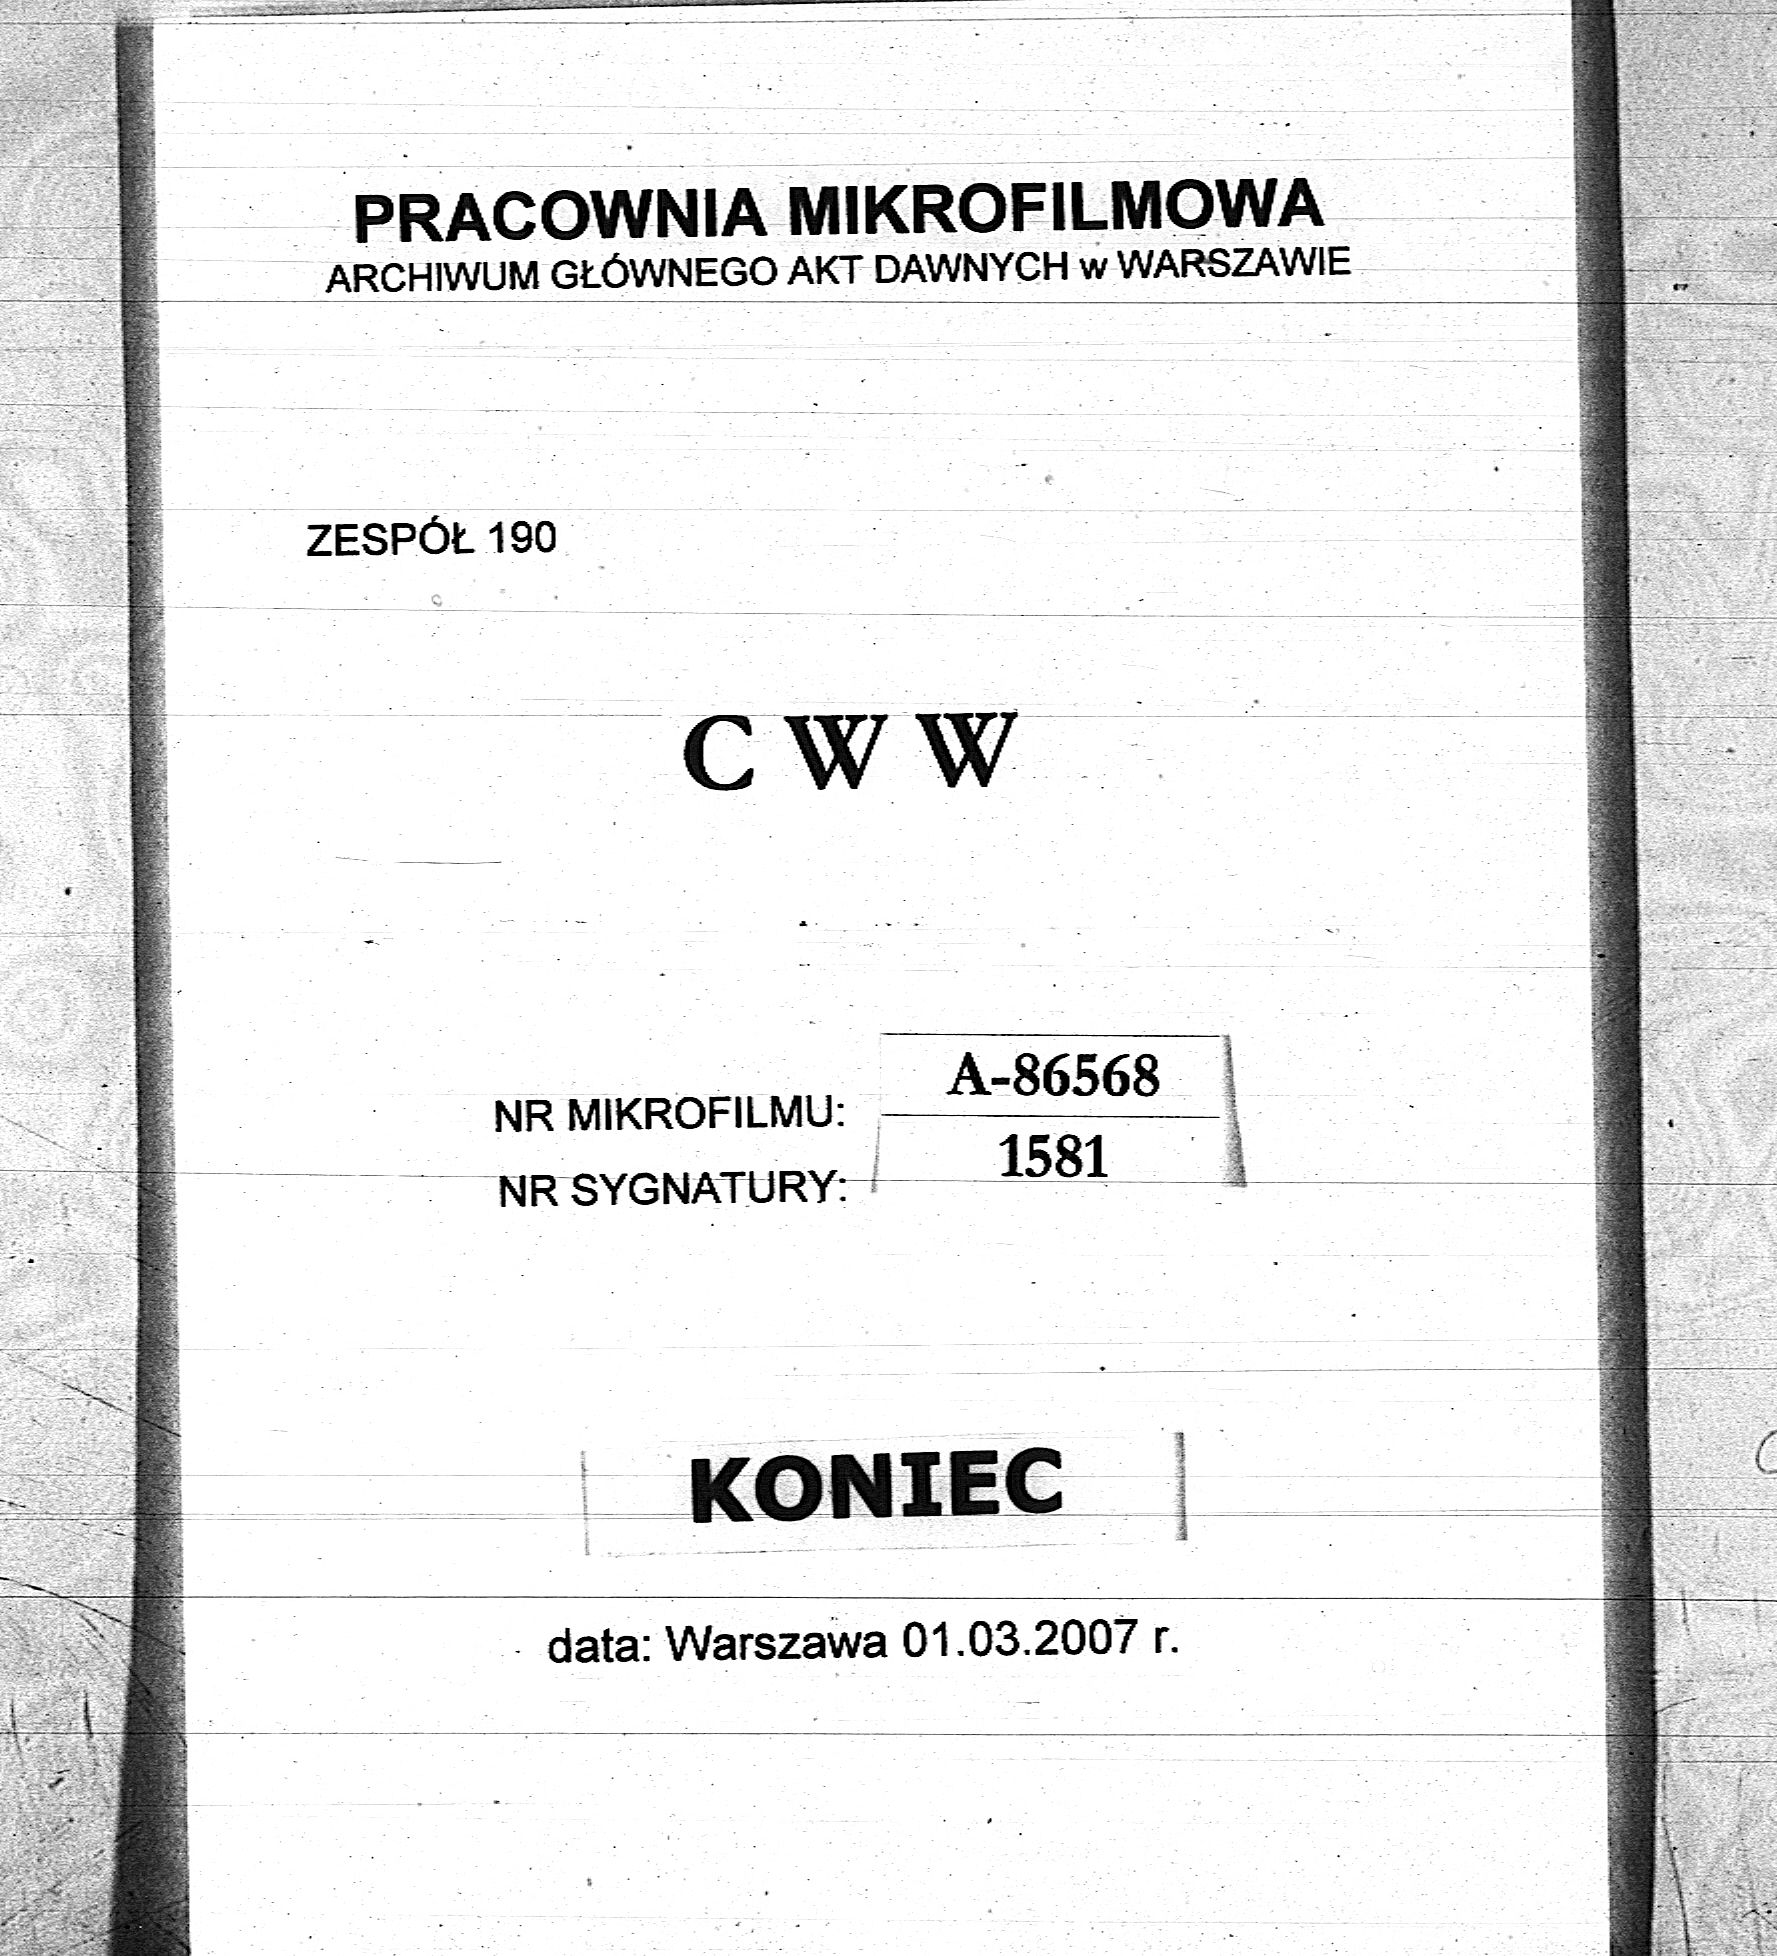 PRACOWNIA MIKROFILMOWA
ARCHIWUM GŁÓWNEGO AKT DAWNYCH w WARSZAWIE
ZESPÓŁ 190
C W W
NR MIKROFILMU: A-86568
NR SYGNATURY: 1581
KONIEC
data: Warszawa 01.03.2007 r.